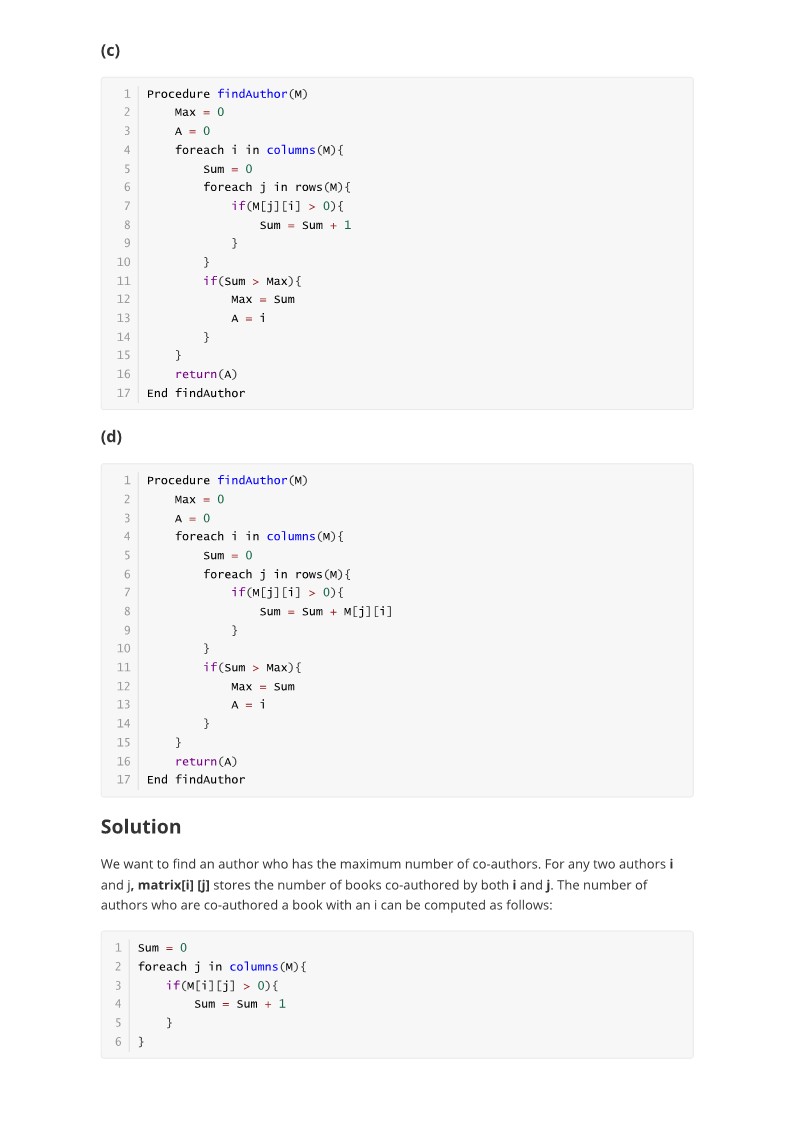 (c)
1 Procedure findAuthor(M)
2     Max = 0
3     A = 0
4     foreach i in columns(M){
5         Sum = 0
6         foreach j in rows(M){
7             if(M[j][i] > 0){
8                 Sum = Sum + 1
9             }
10         }
11         if(Sum > Max){
12             Max = Sum
13             A = i
14         }
15     }
16     return(A)
17 End findAuthor
(d)
1 Procedure findAuthor(M)
2     Max = 0
3     A = 0
4     foreach i in columns(M){
5         Sum = 0
6         foreach j in rows(M){
7             if(M[j][i] > 0){
8                 Sum = Sum + M[j][i]
9             }
10         }
11         if(Sum > Max){
12             Max = Sum
13             A = i
14         }
15     }
16     return(A)
17 End findAuthor
Solution
We want to find an author who has the maximum number of co-authors. For any two authors i
and j, matrix[i] [j] stores the number of books co-authored by both i and j. The number of
authors who are co-authored a book with an i can be computed as follows:
1 Sum = 0
2 foreach j in columns(M){
3     if(M[i][j] > 0){
4         Sum = Sum + 1
5     }
6 }